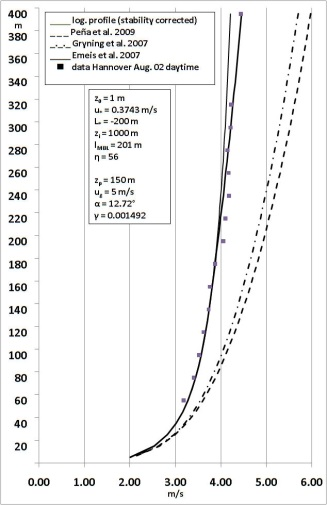 400
m
380
360
340
320
300
280
260
240
220
200
180
160
140
120
100
80
60
40
20
log. profile (stability corrected)
Peña et al. 2009
Gryning et al. 2007
Emeis et al. 2007
data Hannover Aug. 02 daytime
z₀ = 1 m
u* = 0.3743 m/s
L* = -200 m
zᵢ = 1000 m
l_MBL = 201 m
η = 56
zₚ = 150 m
u_g = 5 m/s
α = 12.72°
γ = 0.001492
0.00 1.00 2.00 3.00 4.00 5.00 6.00
m/s